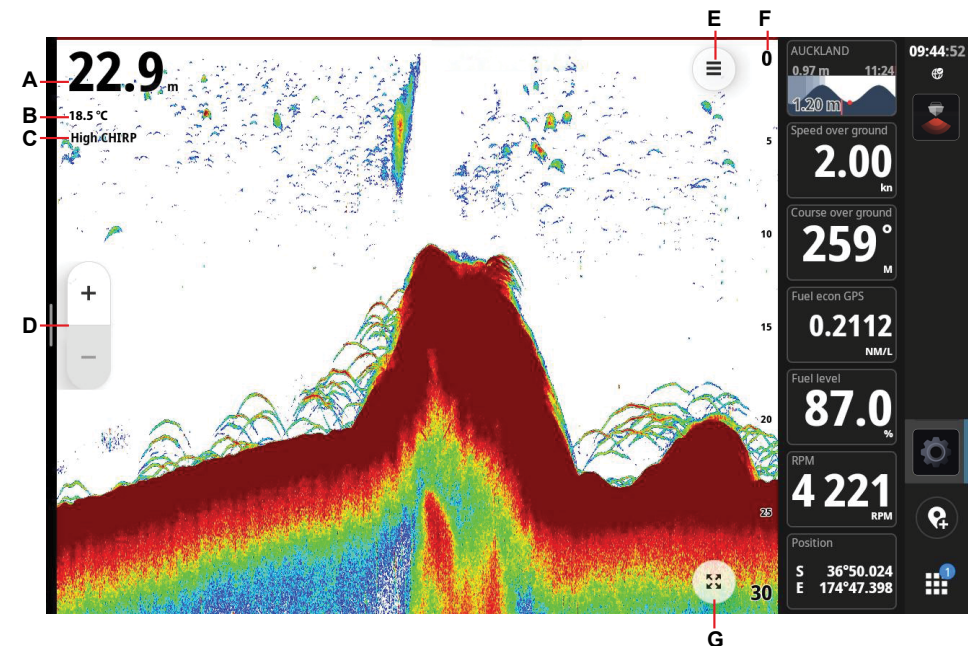 E F
A 22.9 m
B 18.5 °C
C High CHIRP
D
0
5
10
15
20
25
30
G
AUCKLAND
0.97 m 11:24
1.20 m
Speed over ground
2.00
kn
Course over ground
259°
M
Fuel econ GPS
0.2112
NM/L
Fuel level
87.0
%
RPM
4 221
RPM
Position
S 36°50.024
E 174°47.398
09:44:52
1